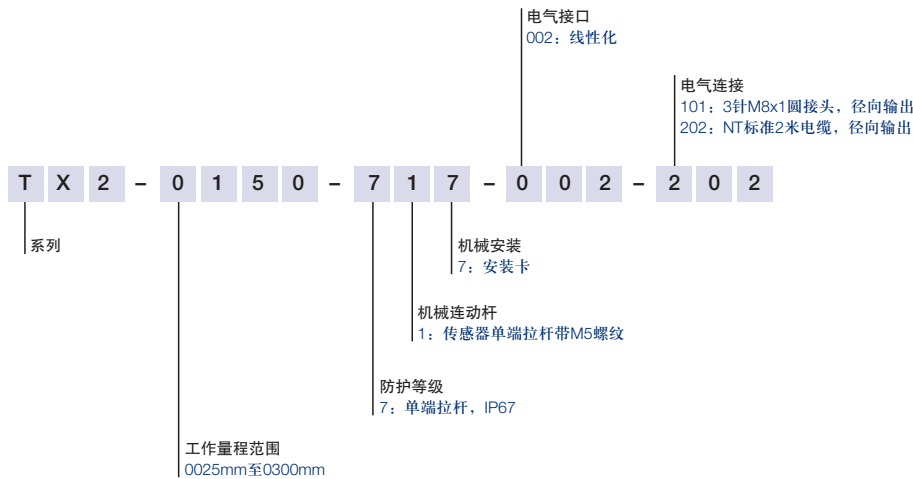 电气接口
002：线性化
电气连接
101：3针M8x1圆接头，径向输出
202：NT标准2米电缆，径向输出
T X 2 – 0 1 5 0 – 7 1 7 – 0 0 2 – 2 0 2
系列
机械安装
7：安装卡
机械连动杆
1：传感器单端拉杆带M5螺纹
防护等级
7：单端拉杆，IP67
工作量程范围
0025mm至0300mm